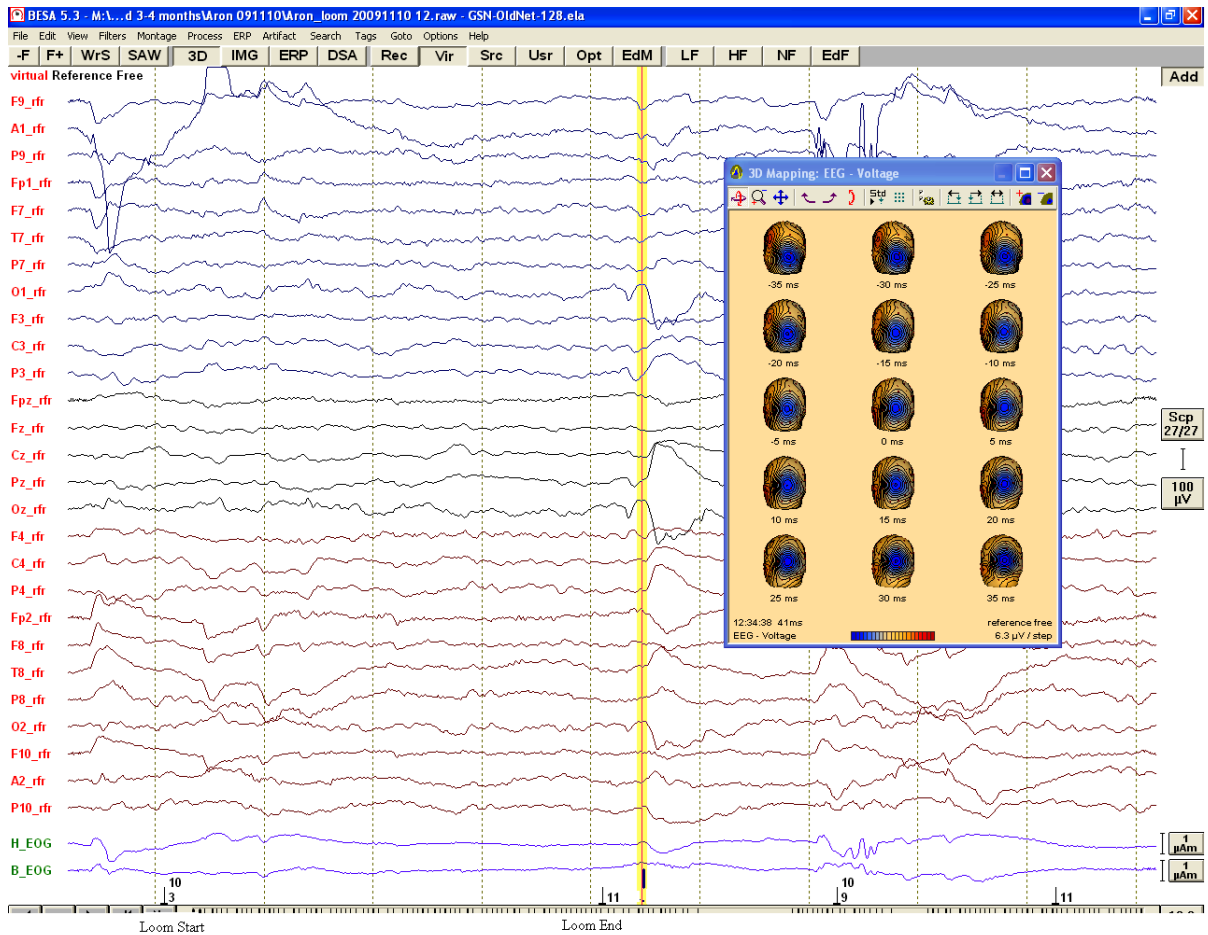 BESA 5.3 - M:\...d 3-4 months\Aron 091110\Aron_loom 20091110 12.raw - GSN-OldNet-128.ela
File Edit View Filters Montage Process ERP Artifact Search Tags Goto Options Help
-F F+ WrS SAW 3D IMG ERP DSA Rec Vir Src Usr Opt EdM LF HF NF EdF
virtual Reference Free
Add
F9_rfr
A1_rfr
P9_rfr
Fp1_rfr
F7_rfr
T7_rfr
P7_rfr
O1_rfr
F3_rfr
C3_rfr
P3_rfr
Fpz_rfr
Fz_rfr
Cz_rfr
Pz_rfr
Oz_rfr
F4_rfr
C4_rfr
P4_rfr
Fp2_rfr
F8_rfr
T8_rfr
P8_rfr
O2_rfr
F10_rfr
A2_rfr
P10_rfr
H_EOG
B_EOG
3D Mapping: EEG - Voltage
Std
-35 ms -30 ms -25 ms
-20 ms -15 ms -10 ms
-5 ms 0 ms 5 ms
10 ms 15 ms 20 ms
25 ms 30 ms 35 ms
12:34:38 41ms reference free
EEG - Voltage 6.3 µV / step
Scp
27/27
100
µV
1
µAm
1
µAm
10 10
3 11 9 11
Loom Start Loom End